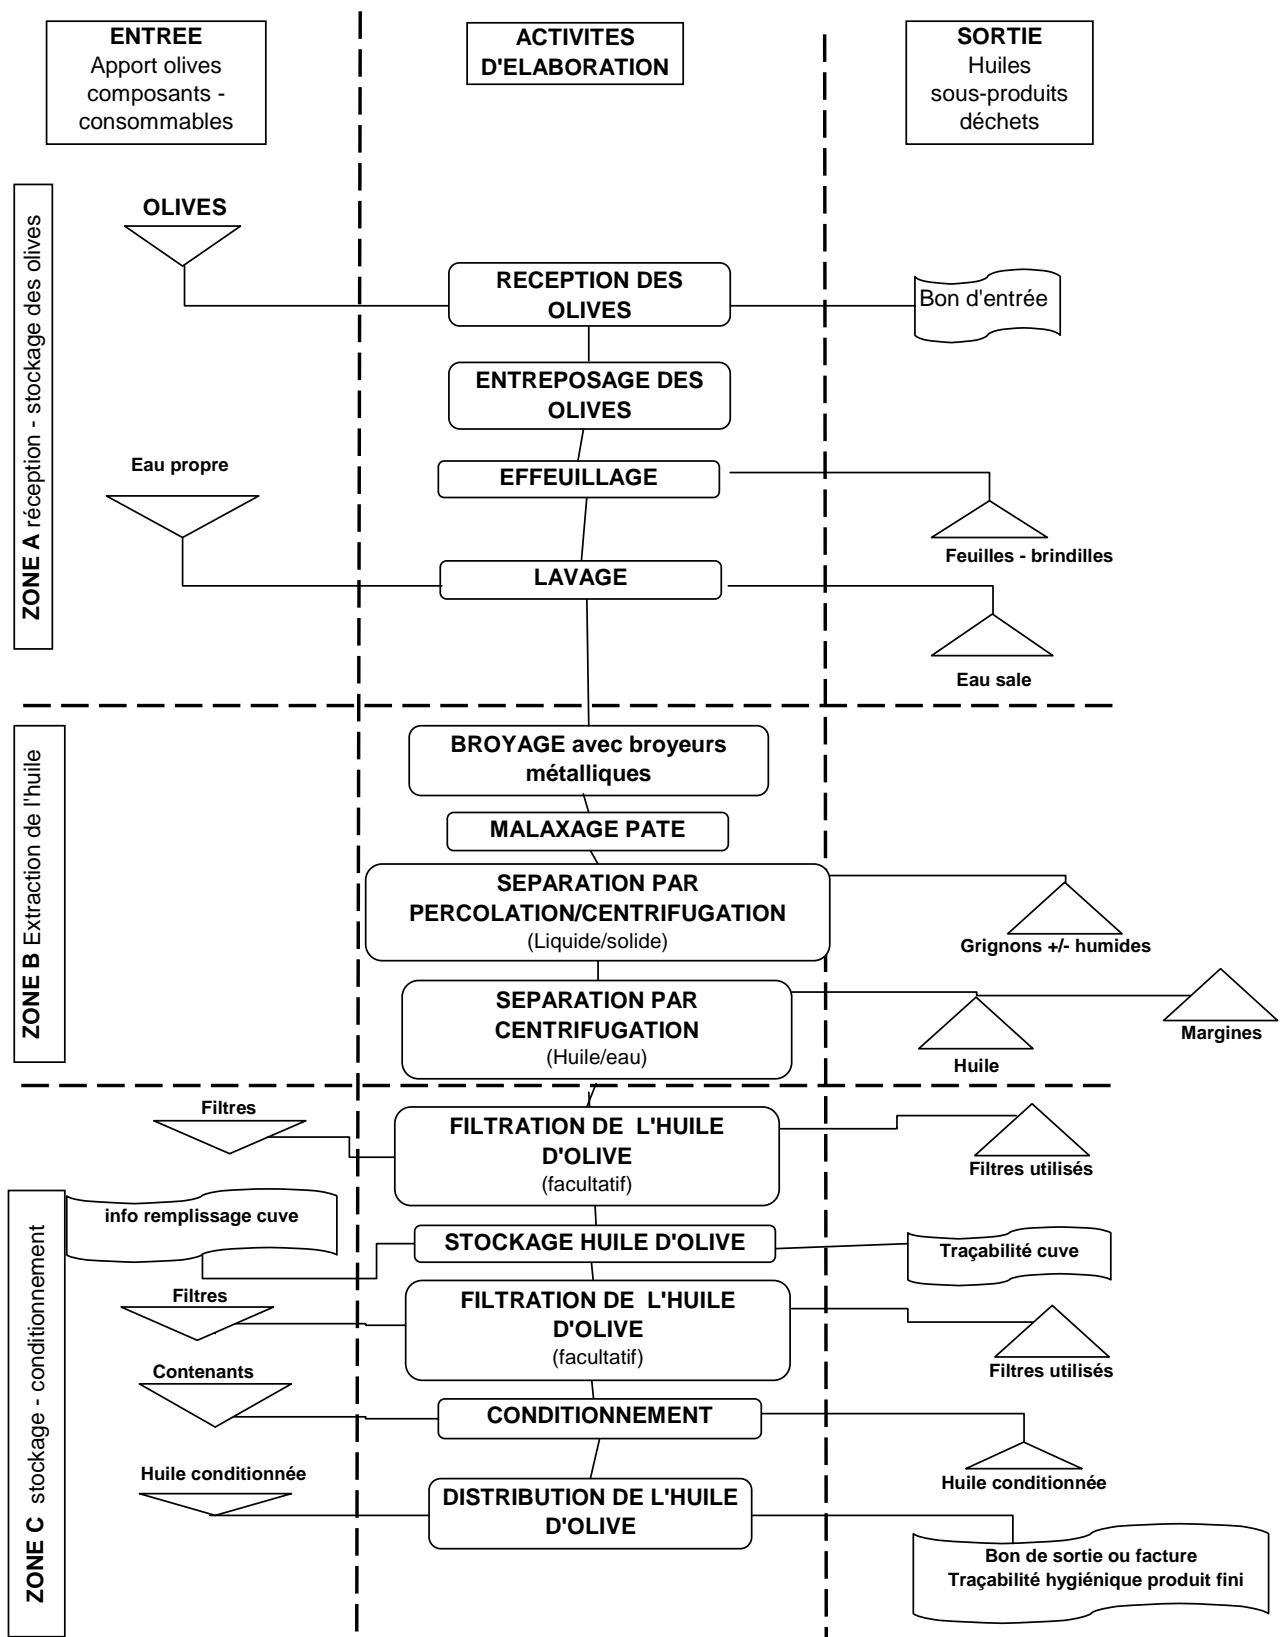 ENTREE
Apport olives
composants -
consommables
ACTIVITES
D'ELABORATION
SORTIE
Huiles
sous-produits
déchets
ZONE A réception - stockage des olives
OLIVES
RECEPTION DES
OLIVES
Bon d'entrée
ENTREPOSAGE DES
OLIVES
Eau propre
EFFEUILLAGE
Feuilles - brindilles
LAVAGE
Eau sale
ZONE B Extraction de l'huile
BROYAGE avec broyeurs
métalliques
MALAXAGE PATE
SEPARATION PAR
PERCOLATION/CENTRIFUGATION
(Liquide/solide)
Grignons +/- humides
SEPARATION PAR
CENTRIFUGATION
(Huile/eau)
Huile
Margines
ZONE C stockage - conditionnement
Filtres
FILTRATION DE L'HUILE
D'OLIVE
(facultatif)
Filtres utilisés
info remplissage cuve
STOCKAGE HUILE D'OLIVE
Traçabilité cuve
Filtres
FILTRATION DE L'HUILE
D'OLIVE
(facultatif)
Filtres utilisés
Contenants
CONDITIONNEMENT
Huile conditionnée
Huile conditionnée
DISTRIBUTION DE L'HUILE
D'OLIVE
Bon de sortie ou facture
Traçabilité hygiénique produit fini